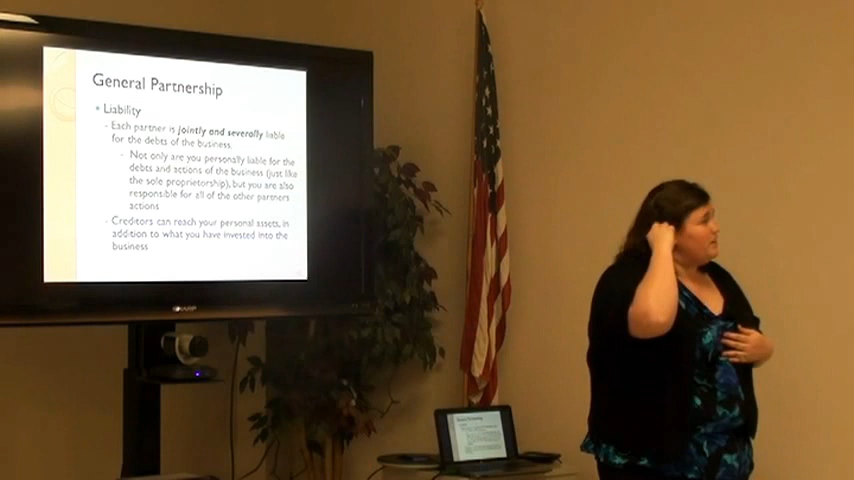 General Partnership
Liability
- Each partner is jointly and severally liable
for the debts of the business.
- Not only are you personally liable for the
debts and actions of the business (just like
the sole proprietorship), but you are also
responsible for all of the other partners
actions
- Creditors can reach your personal assets, in
addition to what you have invested into the
business
SHARP